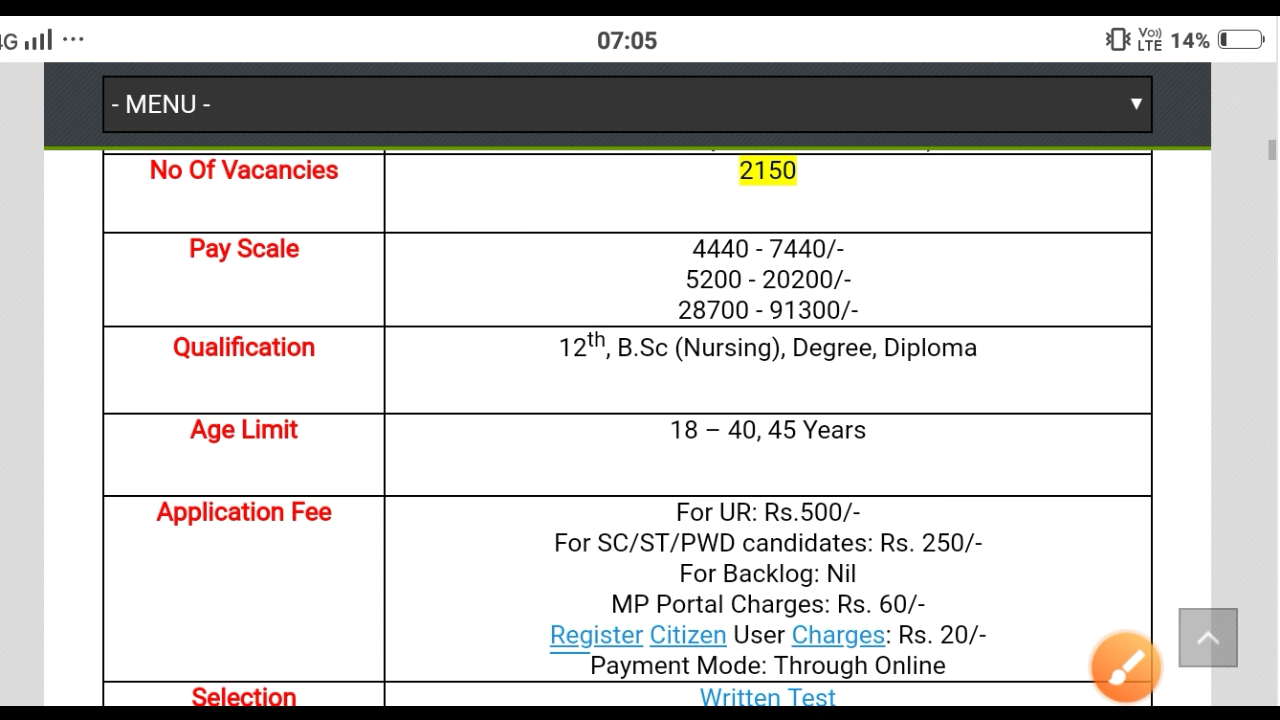 4G ...
07:05
Vo)) LTE 14%
- MENU -
No Of Vacancies
2150
Pay Scale
4440 - 7440/-
5200 - 20200/-
28700 - 91300/-
Qualification
12th, B.Sc (Nursing), Degree, Diploma
Age Limit
18 – 40, 45 Years
Application Fee
For UR: Rs.500/-
For SC/ST/PWD candidates: Rs. 250/-
For Backlog: Nil
MP Portal Charges: Rs. 60/-
Register Citizen User Charges: Rs. 20/-
Payment Mode: Through Online
Selection
Written Test